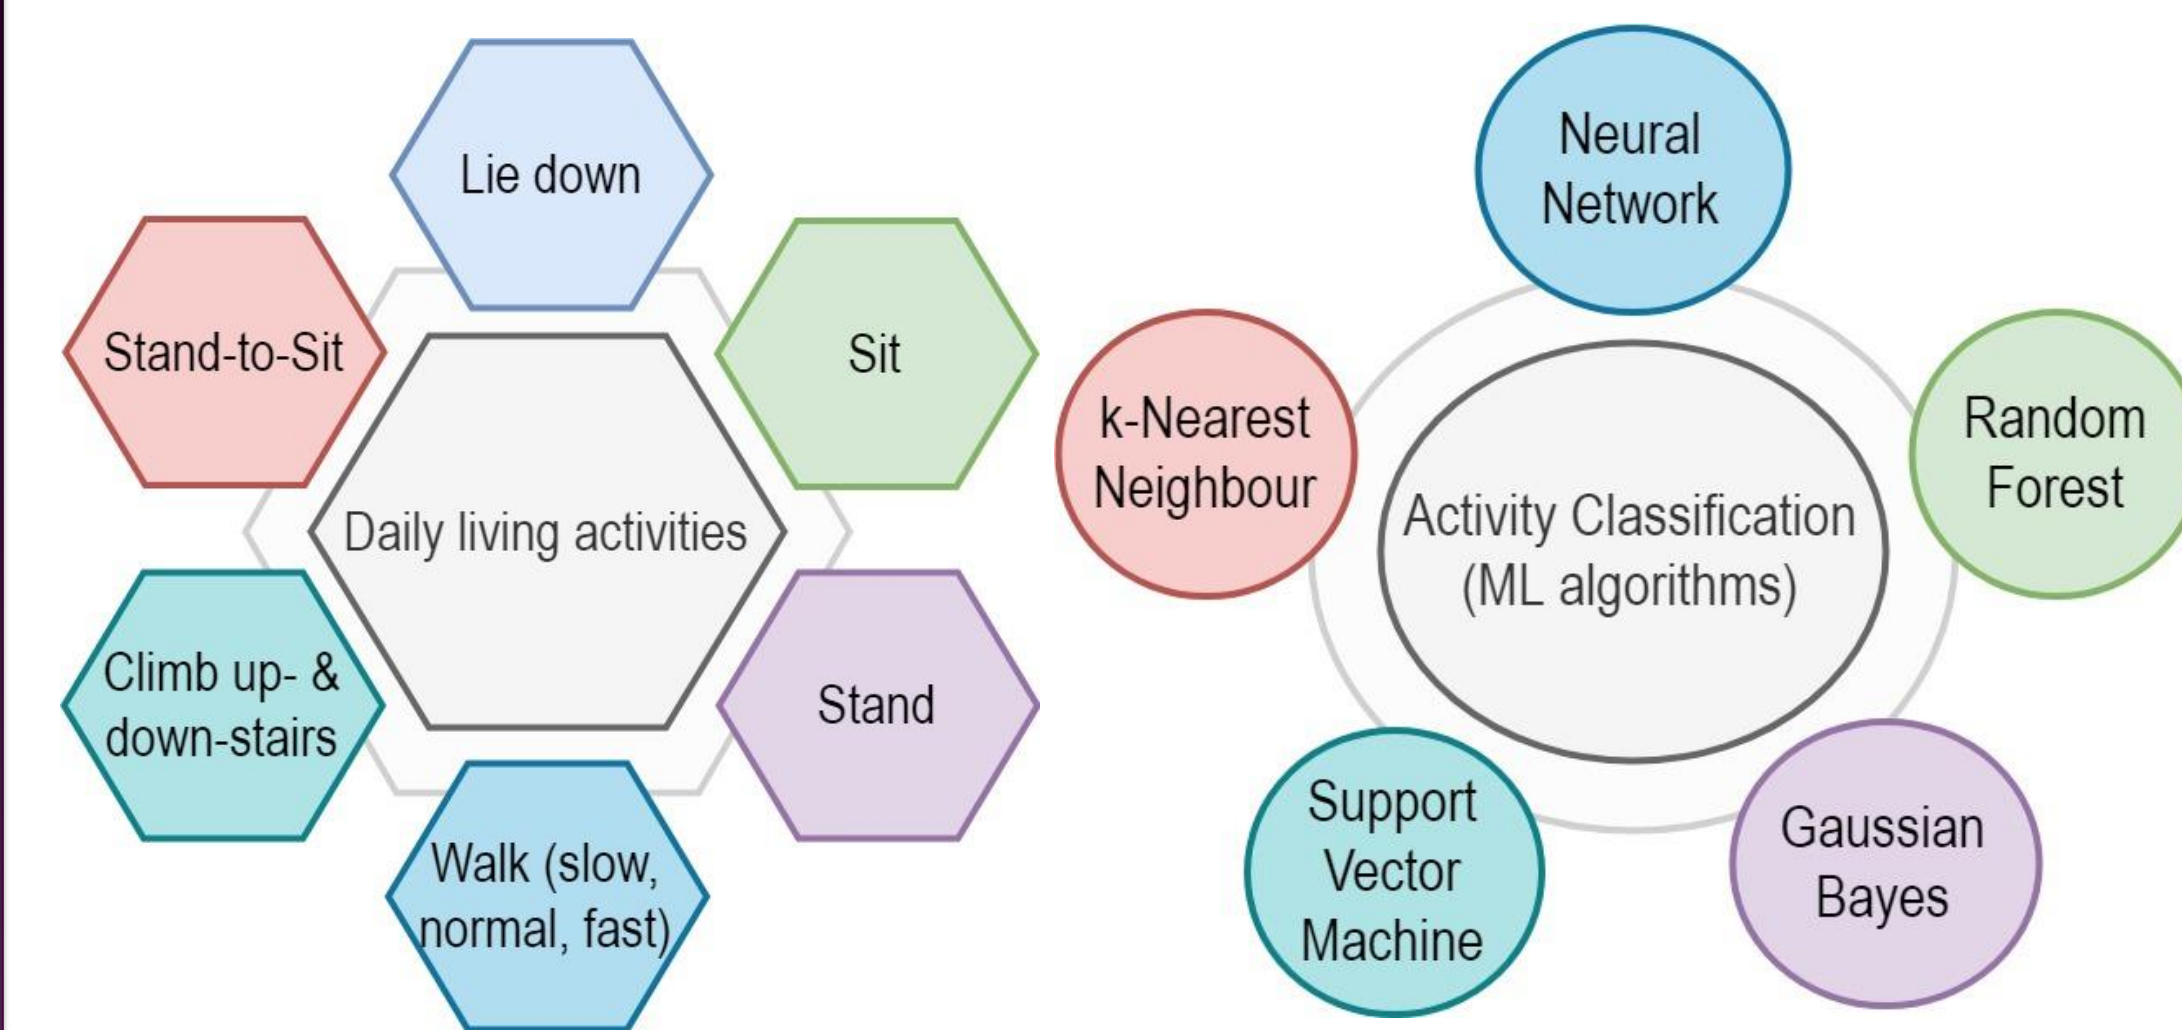 Lie down
Stand-to-Sit
Sit
Daily living activities
Climb up- &
down-stairs
Stand
Walk (slow,
normal, fast)
Neural
Network
k-Nearest
Neighbour
Random
Forest
Activity Classification
(ML algorithms)
Support
Vector
Machine
Gaussian
Bayes